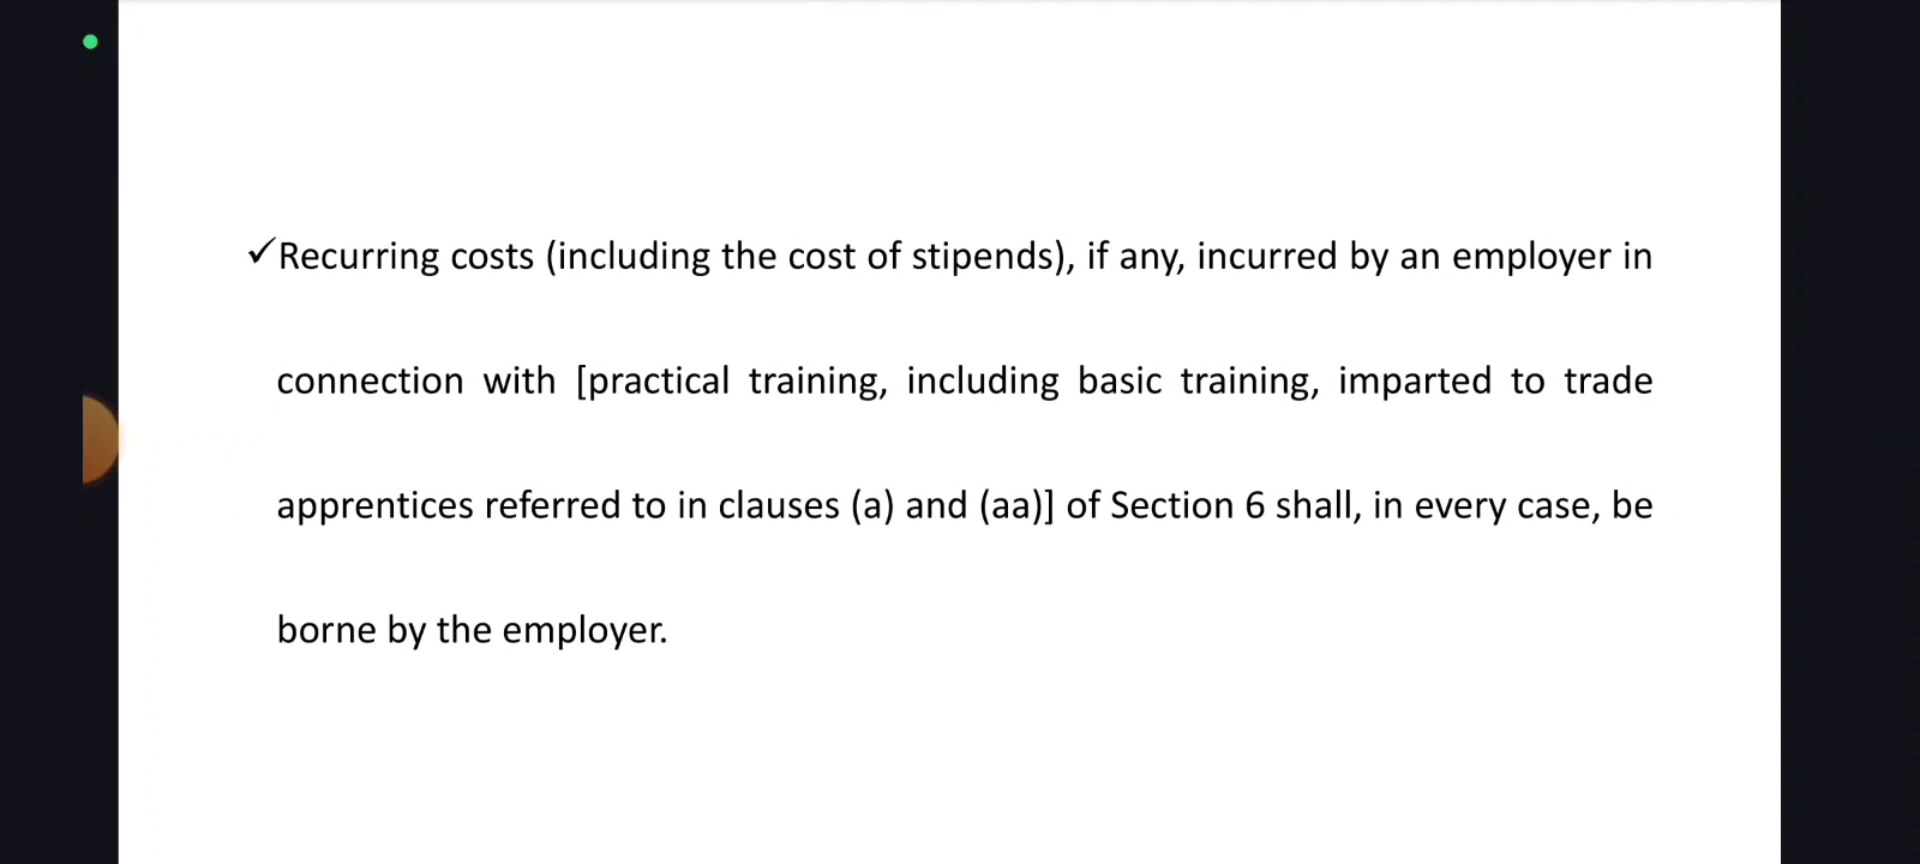 ✓Recurring costs (including the cost of stipends), if any, incurred by an employer in
connection with [practical training, including basic training, imparted to trade
apprentices referred to in clauses (a) and (aa)] of Section 6 shall, in every case, be
borne by the employer.